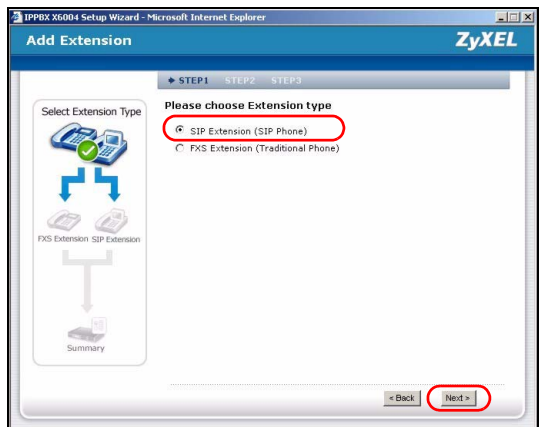 IPPBX X6004 Setup Wizard - Microsoft Internet Explorer
Add Extension
ZyXEL
STEP1 STEP2 STEP3
Select Extension Type
Please choose Extension type
SIP Extension (SIP Phone)
FXS Extension (Traditional Phone)
FXS Extension SIP Extension
Summary
< Back Next >